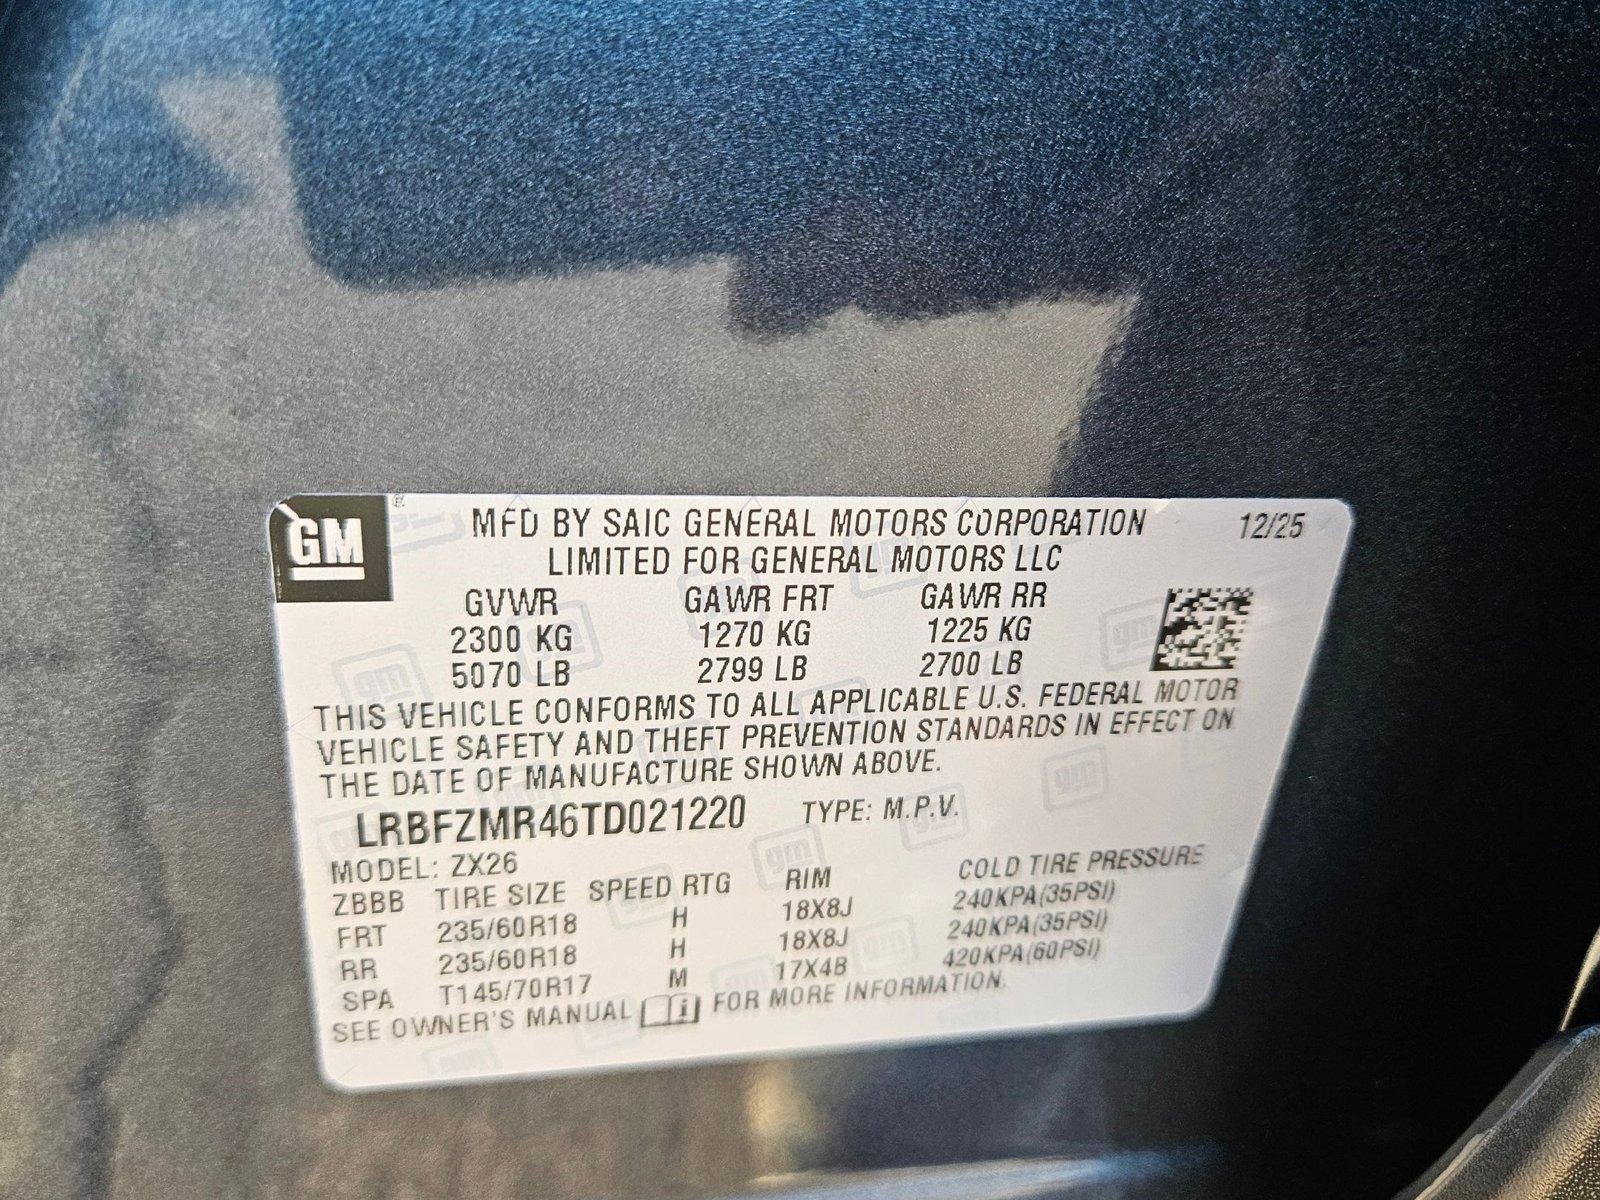 GM ® MFD BY SAIC GENERAL MOTORS CORPORATION 12/25
LIMITED FOR GENERAL MOTORS LLC
GVWR GAWR FRT GAWR RR
2300 KG 1270 KG 1225 KG
5070 LB 2799 LB 2700 LB
THIS VEHICLE CONFORMS TO ALL APPLICABLE U.S. FEDERAL MOTOR
VEHICLE SAFETY AND THEFT PREVENTION STANDARDS IN EFFECT ON
THE DATE OF MANUFACTURE SHOWN ABOVE.
LRBFZMR46TD021220 TYPE: M.P.V.
MODEL: ZX26
ZBBB TIRE SIZE SPEED RTG RIM COLD TIRE PRESSURE
FRT 235/60R18 H 18X8J 240KPA(35PSI)
RR 235/60R18 H 18X8J 240KPA(35PSI)
SPA T145/70R17 M 17X4B 420KPA(60PSI)
SEE OWNER'S MANUAL i FOR MORE INFORMATION.